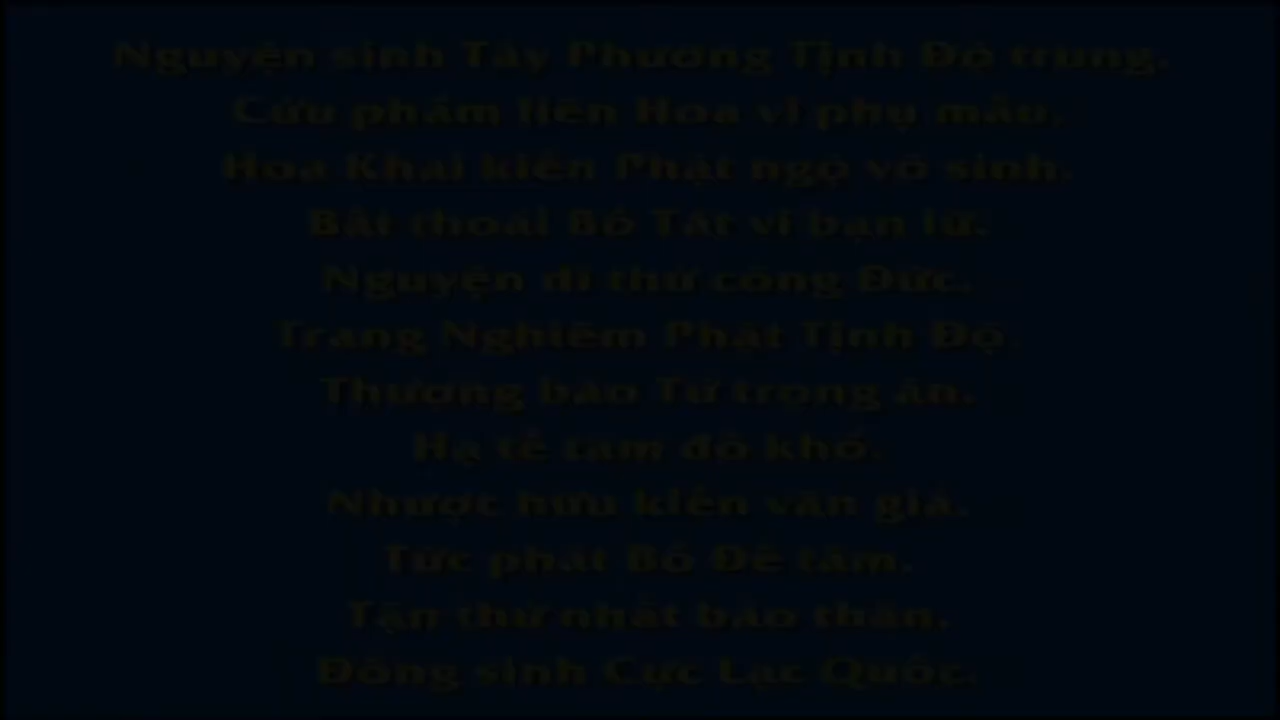 Nguyện sinh Tây Phương Tịnh Độ trung.
Cửu phẩm liên Hoa vi phụ mẫu.
Hoa Khai kiến Phật ngộ vô sinh.
Bất thoái Bồ Tát vi bạn lữ.
Nguyện dĩ thử công Đức.
Trang Nghiêm Phật Tịnh Độ.
Thượng báo Tứ trọng ân.
Hạ tế tam đồ khổ.
Nhược hữu kiến văn giả.
Tức phát Bồ Đề tâm.
Tận thử nhất báo thân.
Đồng sinh Cực Lạc Quốc.